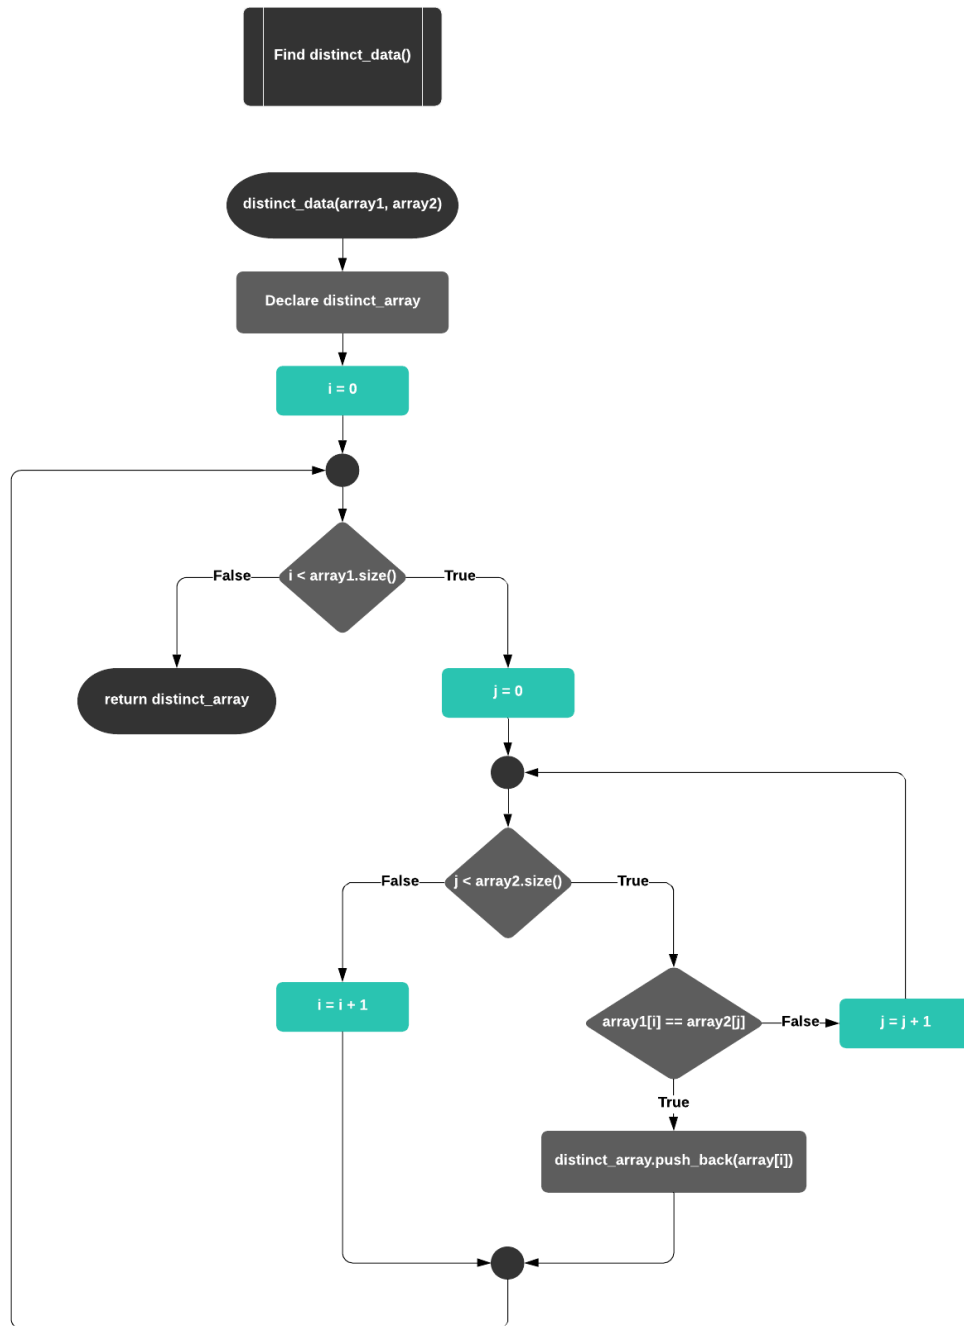 Find distinct_data()
distinct_data(array1, array2)
Declare distinct_array
i = 0
False
i < array1.size()
True
return distinct_array
j = 0
False
j < array2.size()
True
i = i + 1
array1[i] == array2[j]
False
j = j + 1
True
distinct_array.push_back(array[i])